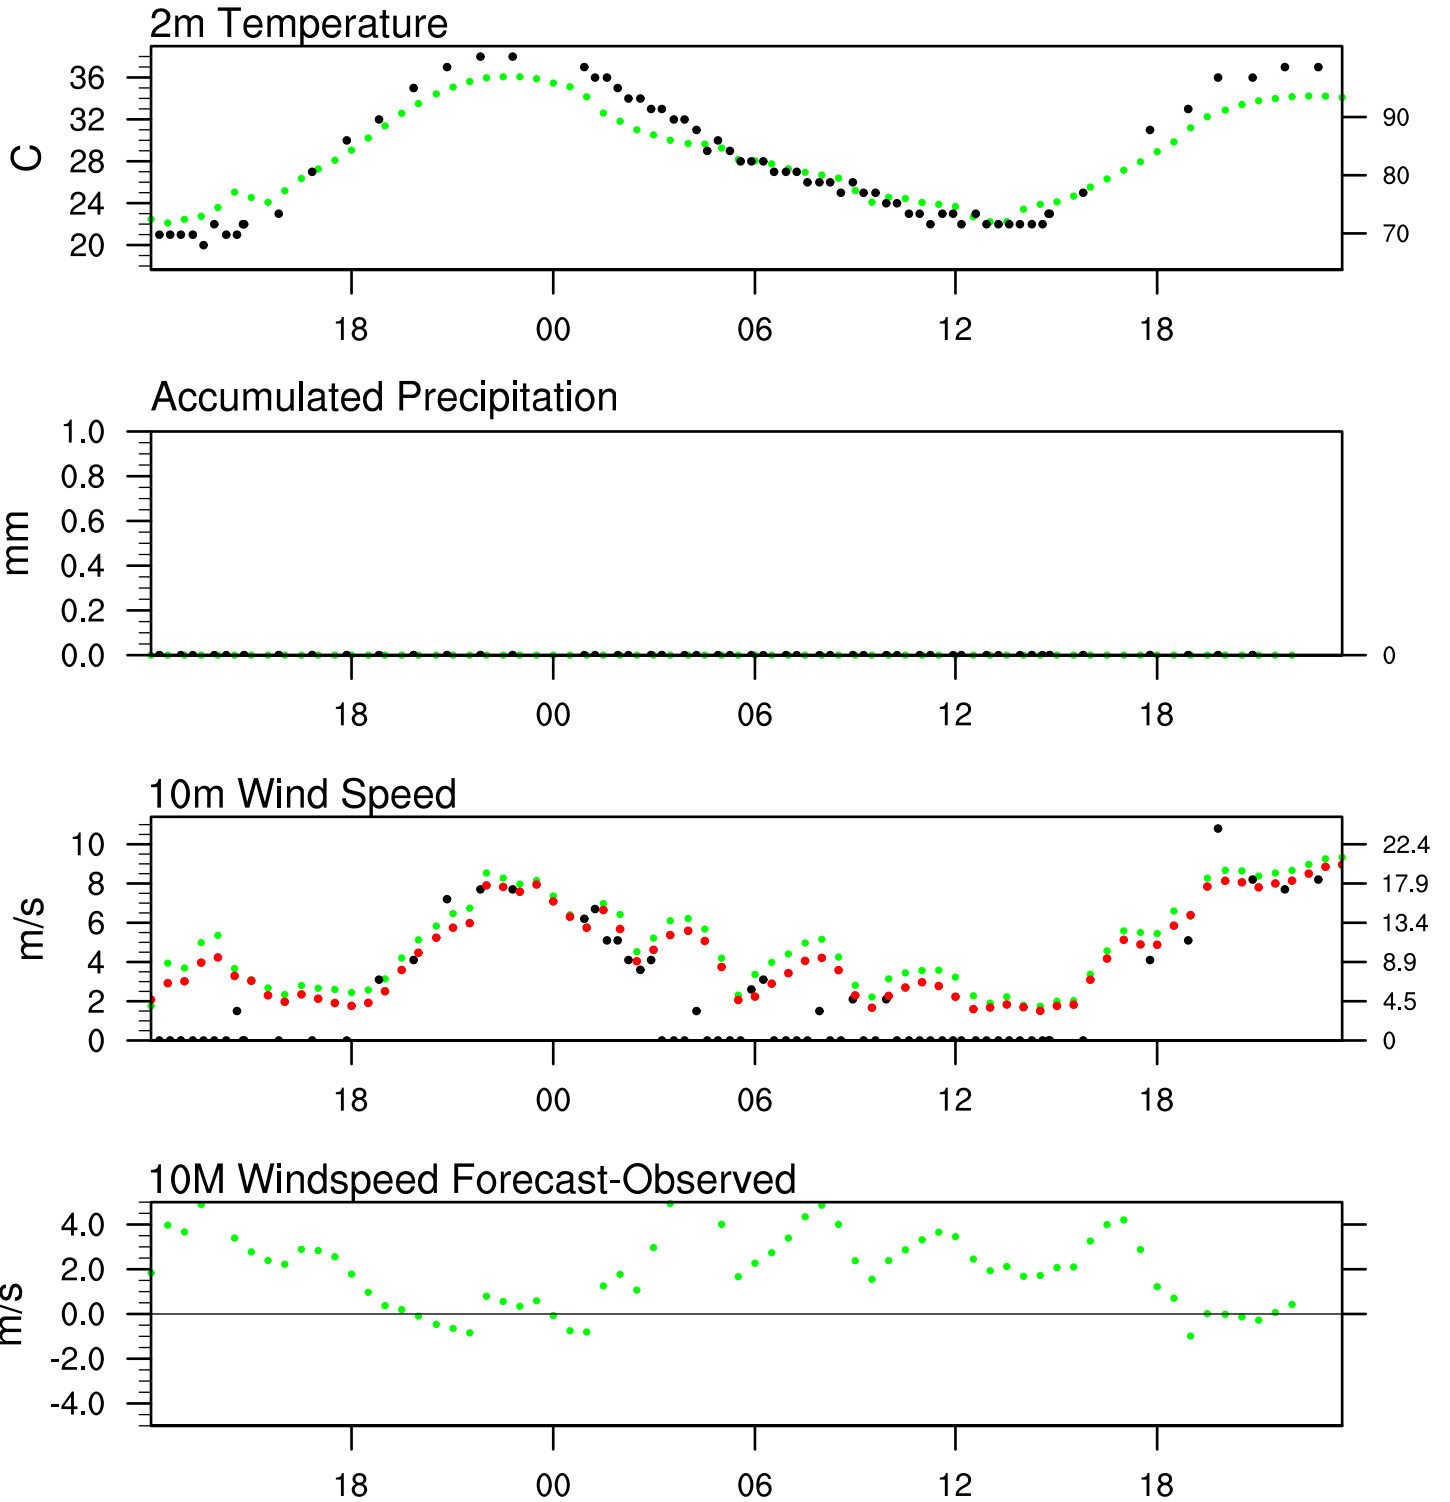 2m Temperature
36
32
28
24
20
C
90
80
70
18 00 06 12 18
Accumulated Precipitation
1.0
0.8
0.6
0.4
0.2
0.0
mm
0
18 00 06 12 18
10m Wind Speed
10
8
6
4
2
0
m/s
22.4
17.9
13.4
8.9
4.5
0
18 00 06 12 18
10M Windspeed Forecast-Observed
4.0
2.0
0.0
-2.0
-4.0
m/s
18 00 06 12 18